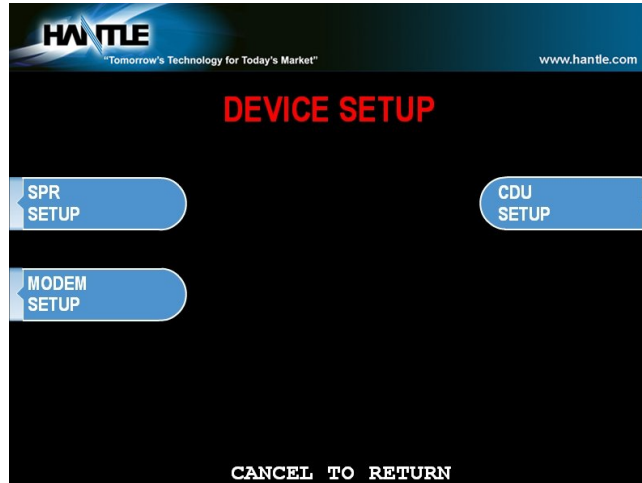 HANTLE
"Tomorrow's Technology for Today's Market"
www.hantle.com
DEVICE SETUP
SPR
SETUP
CDU
SETUP
MODEM
SETUP
CANCEL TO RETURN